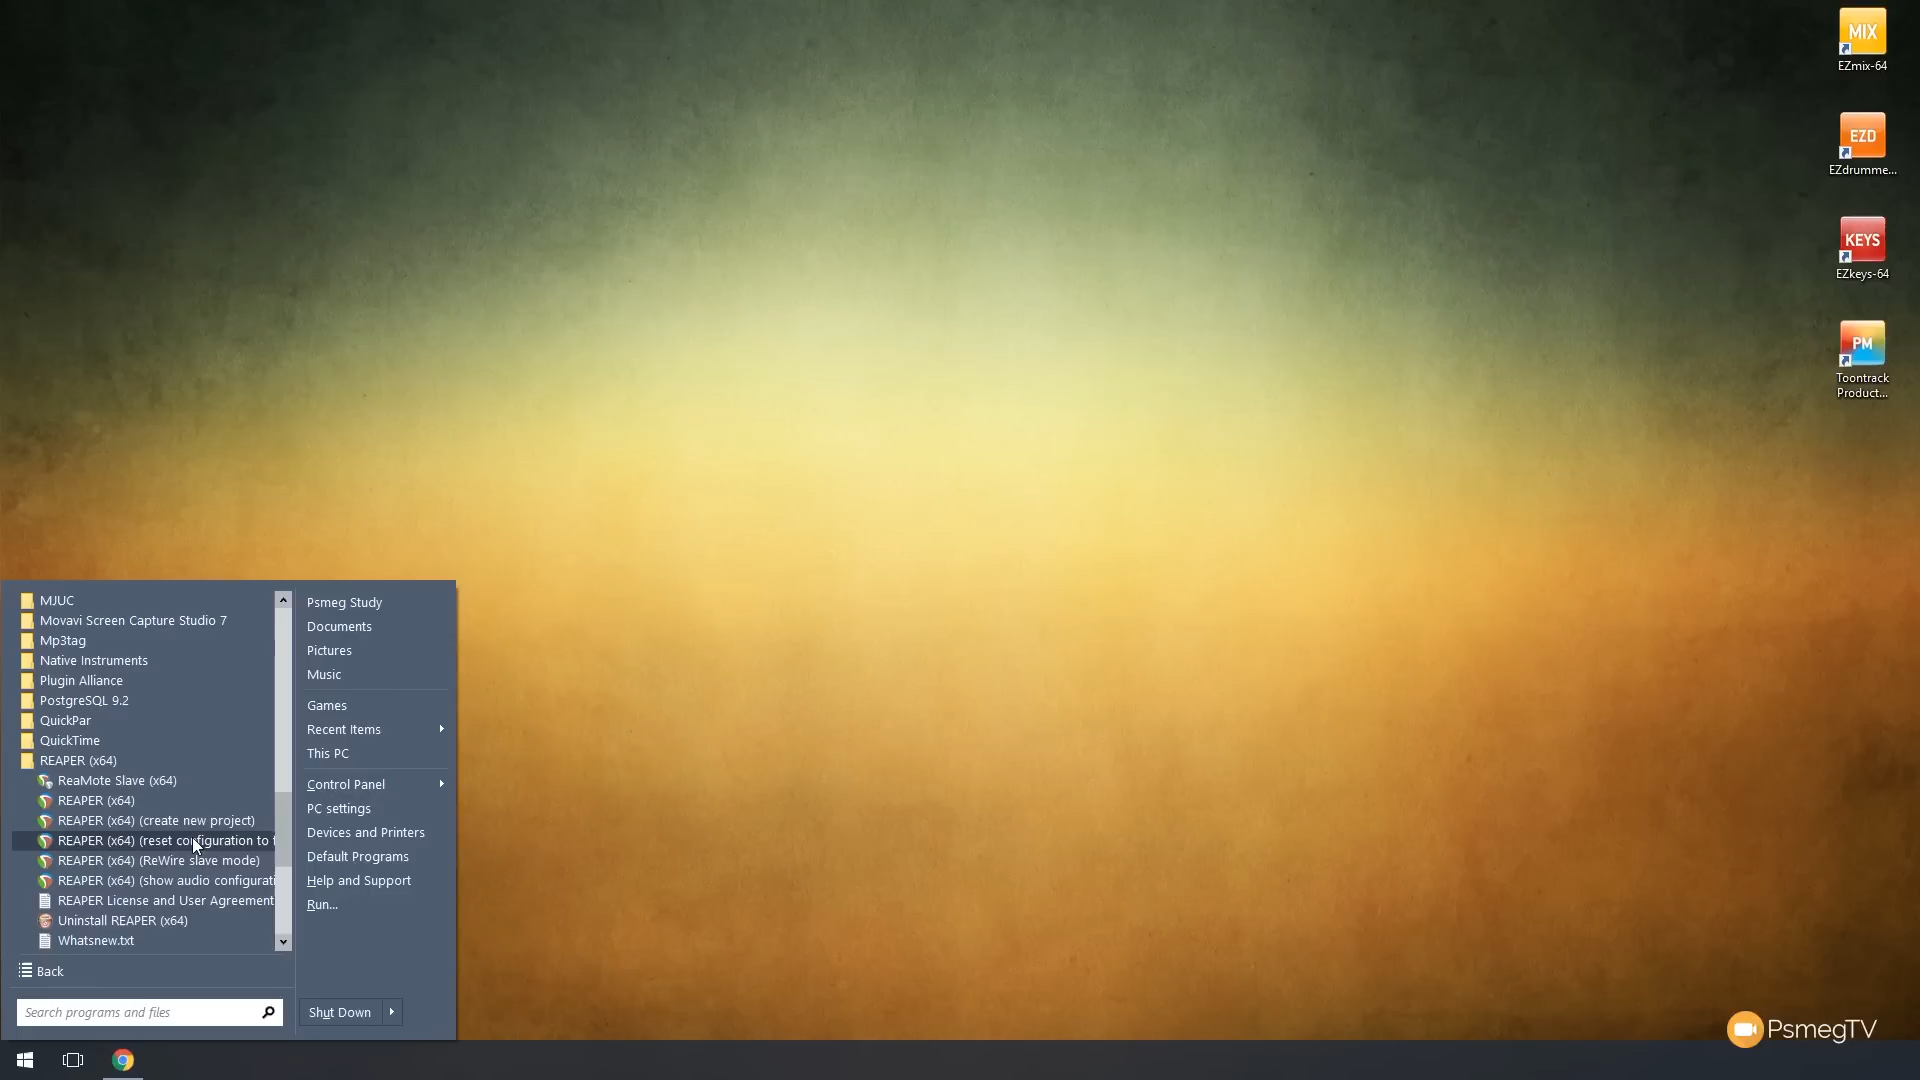 MIX
EZmix-64
EZD
EZdrumme...
KEYS
EZkeys-64
PM
Toontrack
Product...
MJUC
Movavi Screen Capture Studio 7
Mp3tag
Native Instruments
Plugin Alliance
PostgreSQL 9.2
QuickPar
QuickTime
REAPER (x64)
ReaMote Slave (x64)
REAPER (x64)
REAPER (x64) (create new project)
REAPER (x64) (reset configuration to f
REAPER (x64) (ReWire slave mode)
REAPER (x64) (show audio configurati
REAPER License and User Agreement
Uninstall REAPER (x64)
Whatsnew.txt
Back
Search programs and files
Psmeg Study
Documents
Pictures
Music
Games
Recent Items
This PC
Control Panel
PC settings
Devices and Printers
Default Programs
Help and Support
Run...
Shut Down
PsmegTV